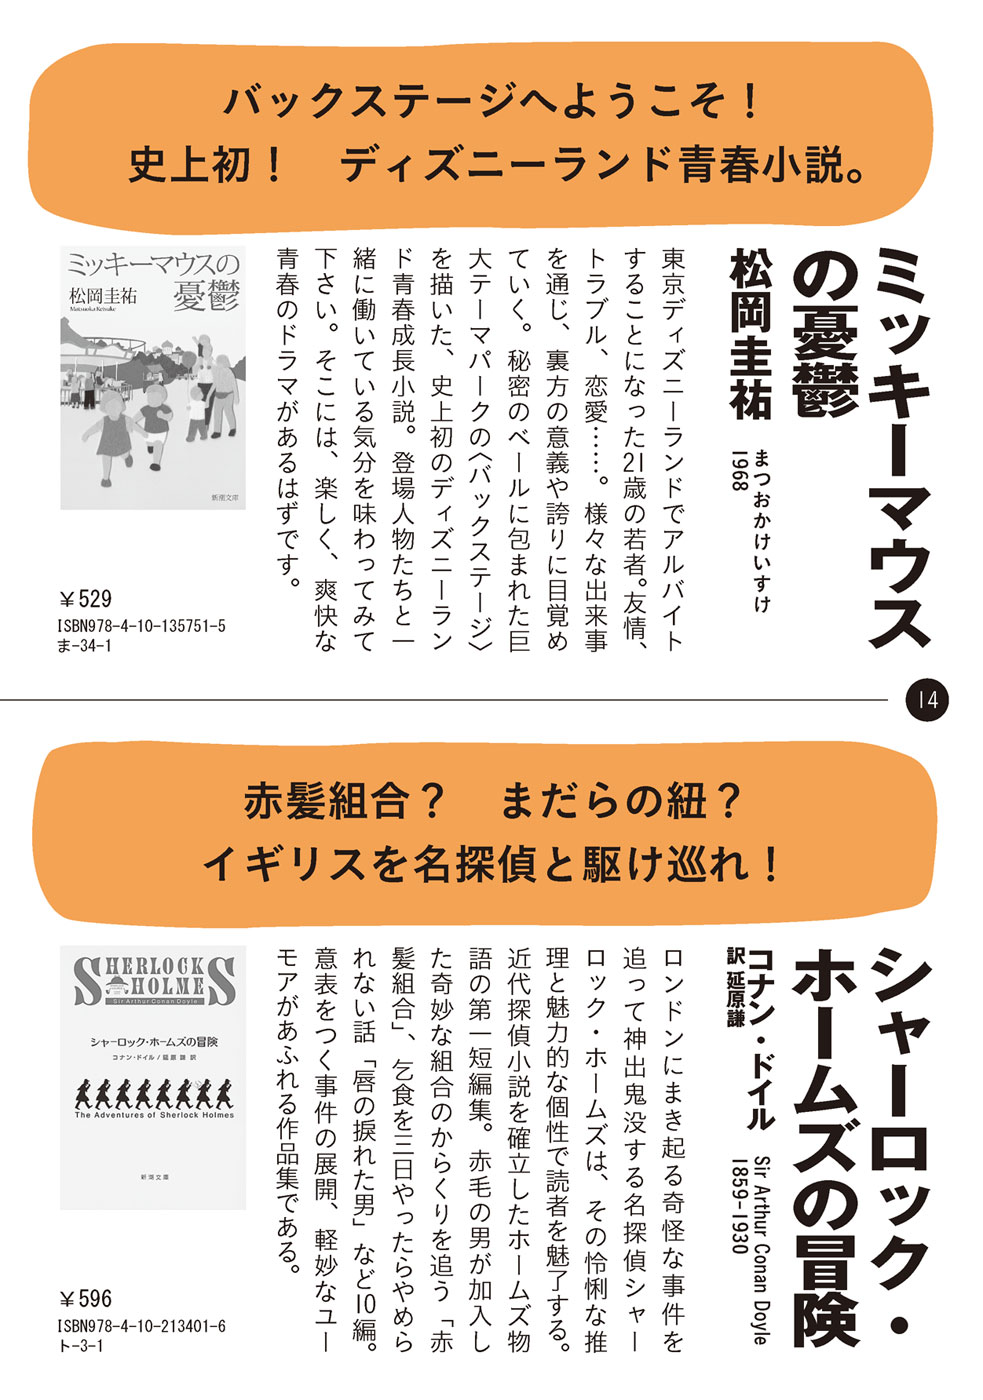 バックステージへようこそ！
史上初！　ディズニーランド青春小説。
ミッキーマウス
の憂鬱
松岡圭祐
まつおかけいすけ
1968
東京ディズニーランドでアルバイト
することになった21歳の若者。友情、
トラブル、恋愛……。様々な出来事
を通じ、裏方の意義や誇りに目覚め
ていく。秘密のベールに包まれた巨
大テーマパークの〈バックステージ〉
を描いた、史上初のディズニーラン
ド青春成長小説。登場人物たちと一
緒に働いている気分を味わってみて
下さい。そこには、楽しく、爽快な
青春のドラマがあるはずです。
ミッキーマウスの
憂鬱
松岡圭祐
Matsuoka Keisuke
新潮文庫
￥529
ISBN978-4-10-135751-5
ま-34-1
14
赤髪組合？　まだらの紐？
イギリスを名探偵と駆け巡れ！
シャーロック・
ホームズの冒険
コナン・ドイル
訳 延原謙
Sir Arthur Conan Doyle
1859-1930
ロンドンにまき起る奇怪な事件を
追って神出鬼没する名探偵シャー
ロック・ホームズは、その怜悧な推
理と魅力的な個性で読者を魅了する。
近代探偵小説を確立したホームズ物
語の第一短編集。赤毛の男が加入し
た奇妙な組合のからくりを追う「赤
髪組合」、乞食を三日やったらやめら
れない話「唇の捩れた男」など10編。
意表をつく事件の展開、軽妙なユー
モアがあふれる作品集である。
SHERLOCK
HOLMES
Sir Arthur Conan Doyle
シャーロック・ホームズの冒険
コナン・ドイル / 延原 謙 訳
The Adventures of Sherlock Holmes
新潮文庫
￥596
ISBN978-4-10-213401-6
ト-3-1